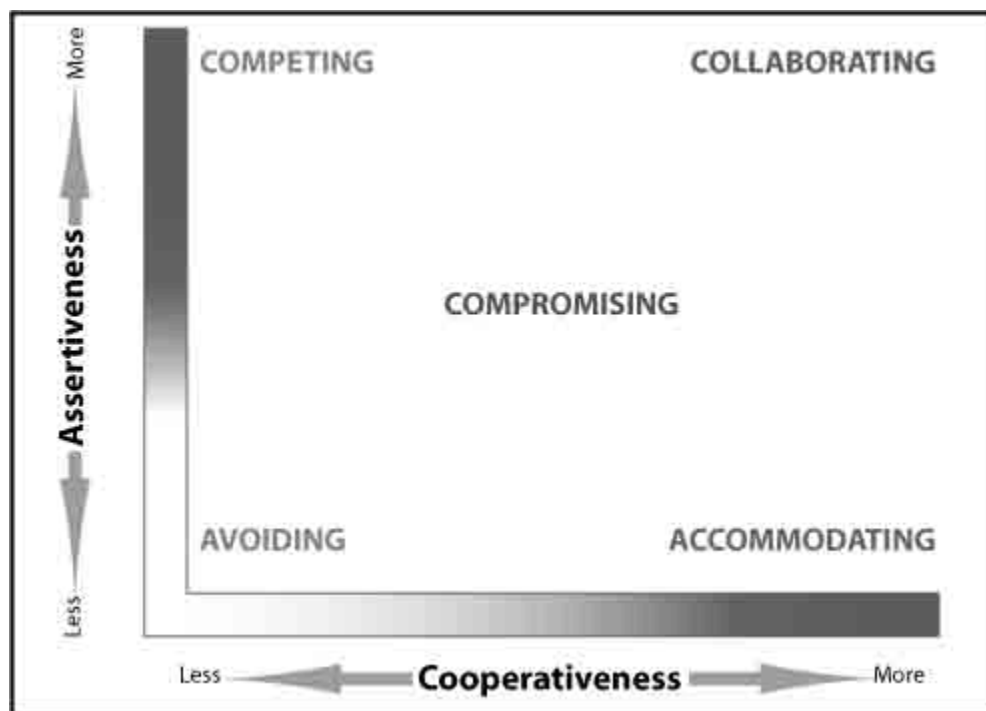 More
COMPETING
COLLABORATING
Assertiveness
COMPROMISING
AVOIDING
ACCOMMODATING
Less
Less
Cooperativeness
More